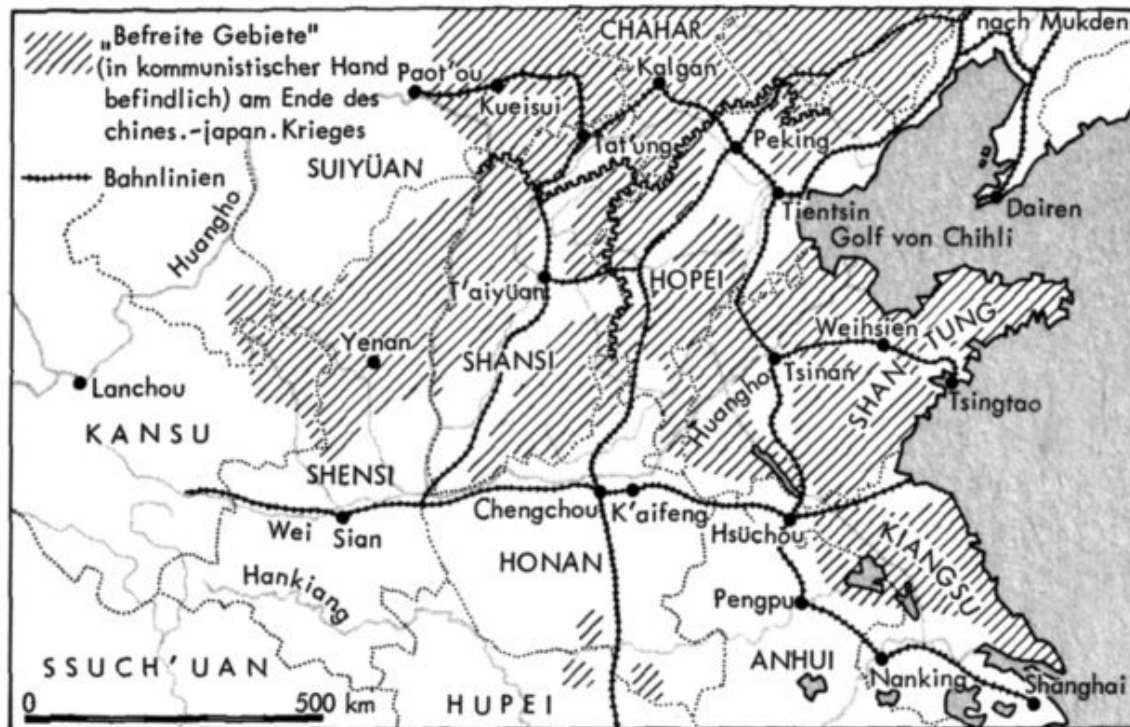 „Befreite Gebiete"
(in kommunistischer Hand
befindlich) am Ende des
chines.-japan. Krieges
Bahnlinien
nach Mukden
CHAHAR
Kalgan
Paot'ou
Kueisui
Tat'ung
Peking
SUIYÜAN
Huangho
Tientsin
Dairen
Golf von Chihli
T'aiyüan
HOPEI
Weihsien
SHAN-TUNG
Yenan
SHANSI
Tsinan
Huangho
Tsingtao
Lanchou
KANSU
SHENSI
Chengchou
K'aifeng
Hsüchou
Wei
Sian
HONAN
KIANGSU
Hankiang
Pengpu
SSUCH'UAN
ANHUI
Nanking
Shanghai
0 500 km
HUPEI